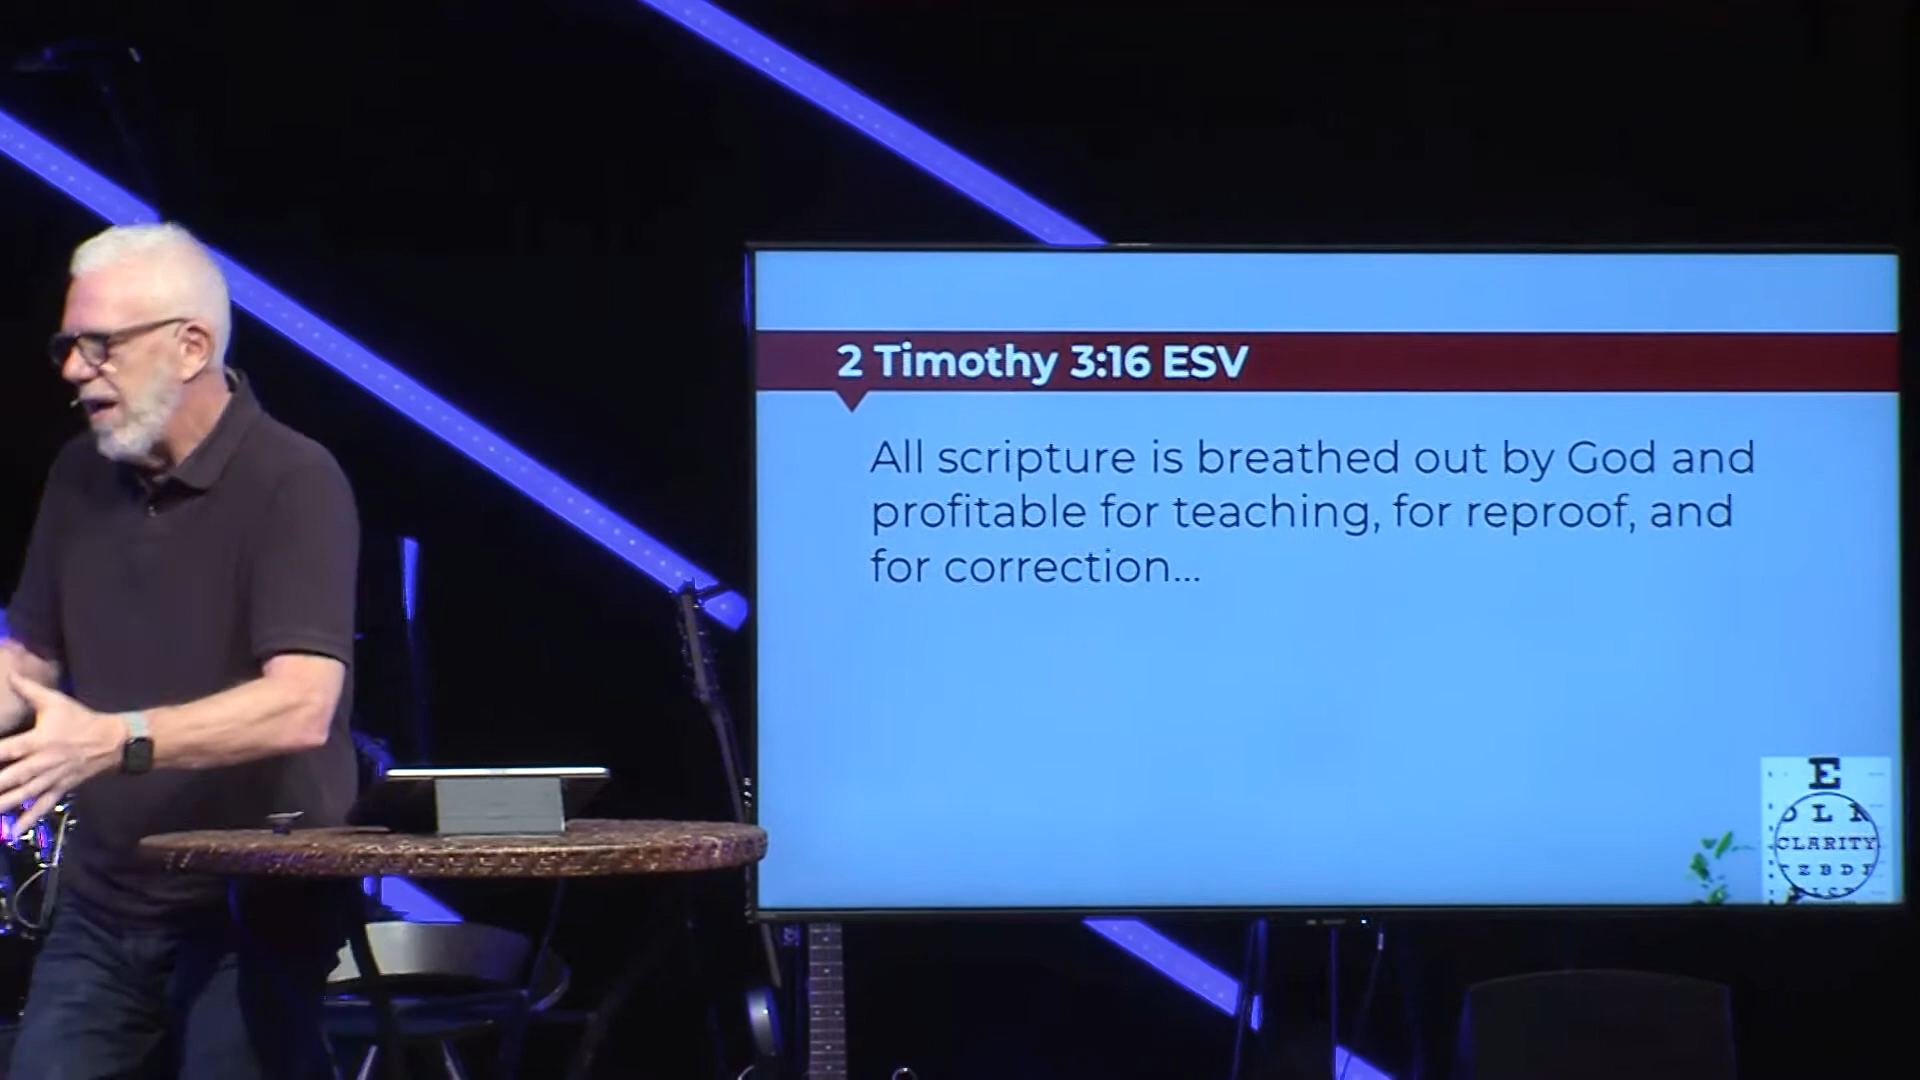 2 Timothy 3:16 ESV
All scripture is breathed out by God and
profitable for teaching, for reproof, and
for correction...
E
D L N
CLARITY
T Z B D F